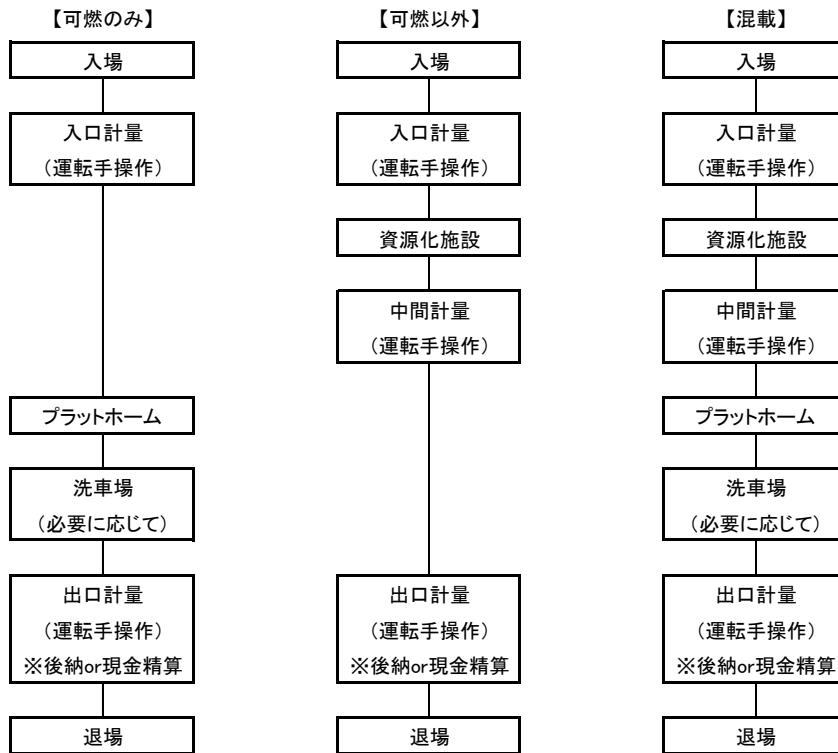 【可燃のみ】
入場
入口計量
（運転手操作）
プラットホーム
洗車場
（必要に応じて）
出口計量
（運転手操作）
※後納or現金精算
退場
【可燃以外】
入場
入口計量
（運転手操作）
資源化施設
中間計量
（運転手操作）
出口計量
（運転手操作）
※後納or現金精算
退場
【混載】
入場
入口計量
（運転手操作）
資源化施設
中間計量
（運転手操作）
プラットホーム
洗車場
（必要に応じて）
出口計量
（運転手操作）
※後納or現金精算
退場